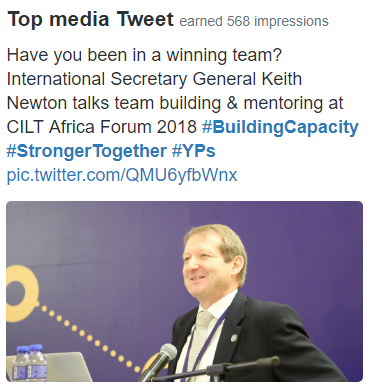 Top media Tweet earned 568 impressions
Have you been in a winning team?
International Secretary General Keith
Newton talks team building & mentoring at
CILT Africa Forum 2018 #BuildingCapacity
#StrongerTogether #YPs
pic.twitter.com/QMU6yfbWnx